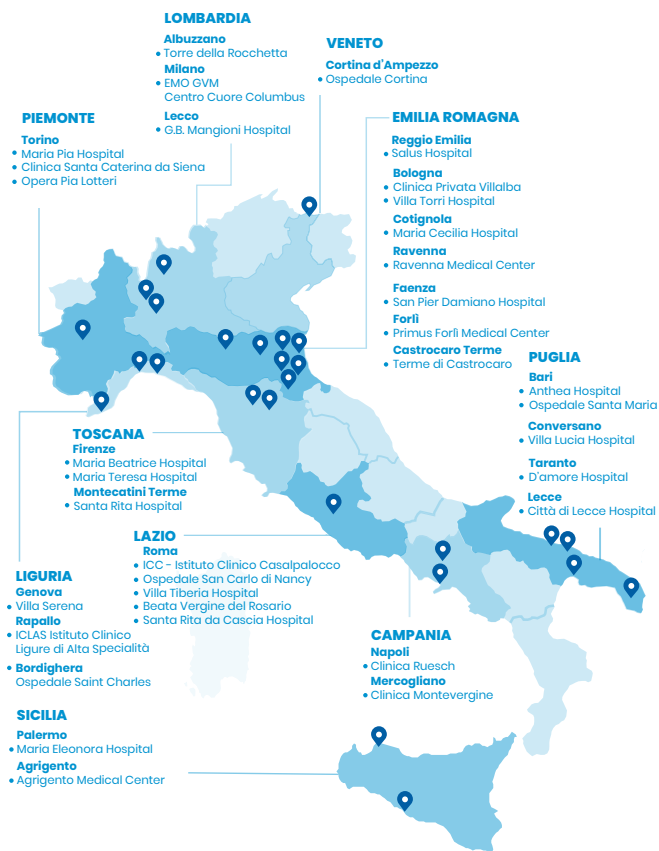 LOMBARDIA
Albuzzano
• Torre della Rocchetta
Milano
• EMO GVM
Centro Cuore Columbus
Lecco
• G.B. Mangioni Hospital
VENETO
Cortina d'Ampezzo
• Ospedale Cortina
PIEMONTE
Torino
• Maria Pia Hospital
• Clinica Santa Caterina da Siena
• Opera Pia Lotteri
EMILIA ROMAGNA
Reggio Emilia
• Salus Hospital
Bologna
• Clinica Privata Villalba
• Villa Torri Hospital
Cotignola
• Maria Cecilia Hospital
Ravenna
• Ravenna Medical Center
Faenza
• San Pier Damiano Hospital
Forlì
• Primus Forlì Medical Center
Castrocaro Terme
• Terme di Castrocaro
PUGLIA
Bari
• Anthea Hospital
• Ospedale Santa Maria
Conversano
• Villa Lucia Hospital
Taranto
• D'amore Hospital
Lecce
• Città di Lecce Hospital
TOSCANA
Firenze
• Maria Beatrice Hospital
• Maria Teresa Hospital
Montecatini Terme
• Santa Rita Hospital
LAZIO
Roma
• ICC - Istituto Clinico Casalpalocco
• Ospedale San Carlo di Nancy
• Villa Tiberia Hospital
• Beata Vergine del Rosario
• Santa Rita da Cascia Hospital
LIGURIA
Genova
• Villa Serena
Rapallo
• ICLAS Istituto Clinico
Ligure di Alta Specialità
• Bordighera
Ospedale Saint Charles
CAMPANIA
Napoli
• Clinica Ruesch
Mercogliano
• Clinica Montevergine
SICILIA
Palermo
• Maria Eleonora Hospital
Agrigento
• Agrigento Medical Center